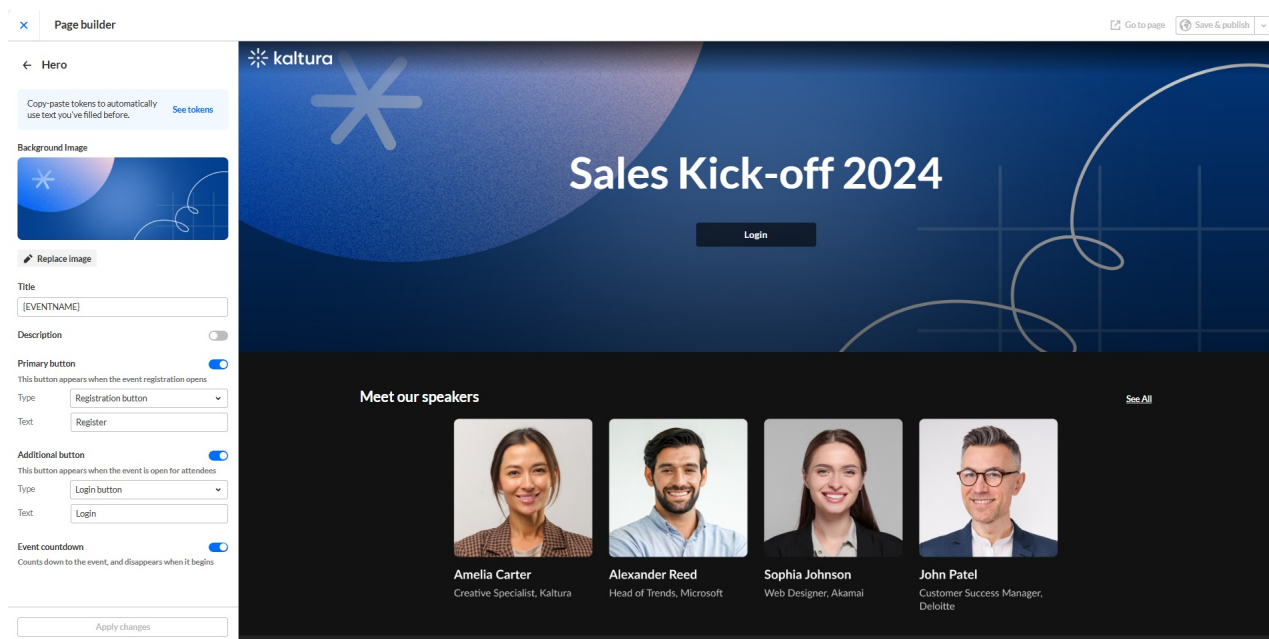 Page builder
Go to page
Save & publish
Hero
Copy-paste tokens to automatically
use text you've filled before.
See tokens
Background Image
Replace image
Title
{EVENTNAME}
Description
Primary button
This button appears when the event registration opens
Type
Registration button
Text
Register
Additional button
This button appears when the event is open for attendees
Type
Login button
Text
Login
Event countdown
Counts down to the event, and disappears when it begins
Apply changes
kaltura
Sales Kick-off 2024
Login
Meet our speakers
See All
Amelia Carter
Creative Specialist, Kaltura
Alexander Reed
Head of Trends, Microsoft
Sophia Johnson
Web Designer, Akamai
John Patel
Customer Success Manager,
Deloitte